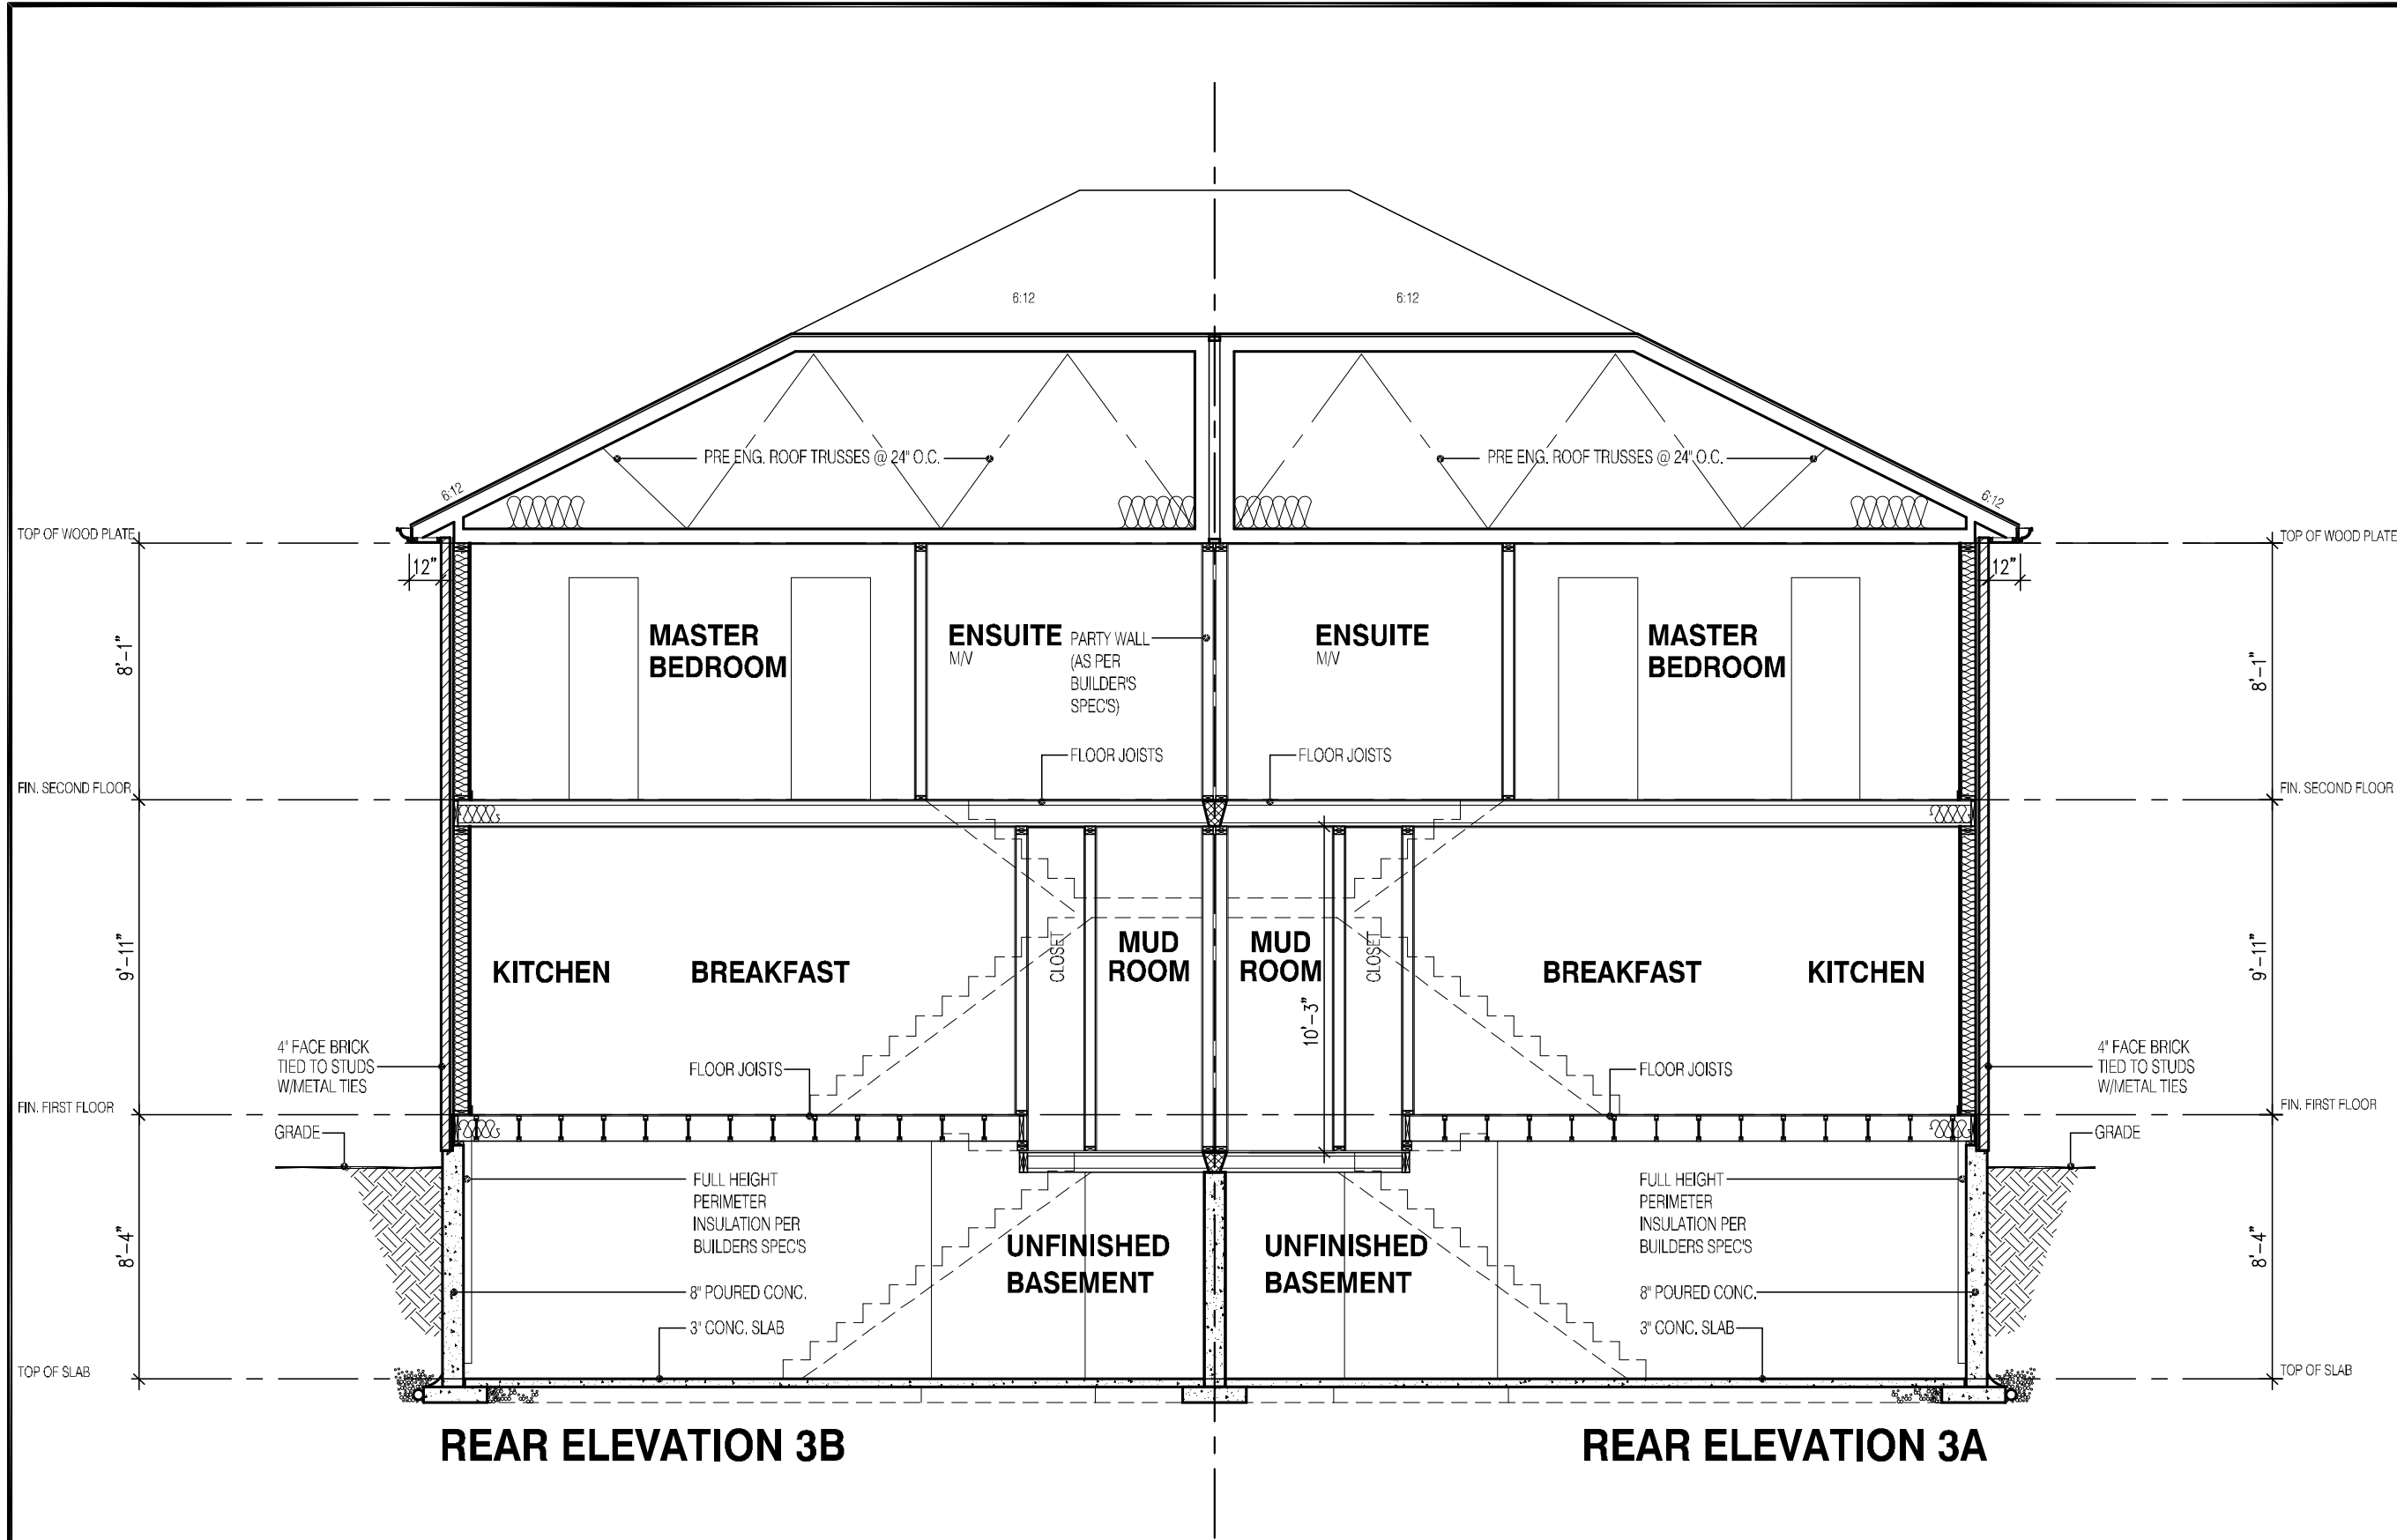 6:12
6:12
PRE ENG. ROOF TRUSSES @ 24" O.C.
PRE ENG. ROOF TRUSSES @ 24" O.C.
6:12
6:12
TOP OF WOOD PLATE
TOP OF WOOD PLATE
12"
12"
8'-1"
MASTER
BEDROOM
ENSUITE
M/V
PARTY WALL
(AS PER
BUILDER'S
SPEC'S)
ENSUITE
M/V
MASTER
BEDROOM
8'-1"
FLOOR JOISTS
FLOOR JOISTS
FIN. SECOND FLOOR
FIN. SECOND FLOOR
9'-11"
KITCHEN
BREAKFAST
CLOSET
MUD
ROOM
MUD
ROOM
CLOSET
BREAKFAST
KITCHEN
9'-11"
10'-3"
4" FACE BRICK
TIED TO STUDS
W/METAL TIES
FLOOR JOISTS
FLOOR JOISTS
4" FACE BRICK
TIED TO STUDS
W/METAL TIES
FIN. FIRST FLOOR
FIN. FIRST FLOOR
GRADE
GRADE
8'-4"
FULL HEIGHT
PERIMETER
INSULATION PER
BUILDERS SPEC'S
UNFINISHED
BASEMENT
UNFINISHED
BASEMENT
FULL HEIGHT
PERIMETER
INSULATION PER
BUILDERS SPEC'S
8'-4"
8" POURED CONC.
8" POURED CONC.
3" CONC. SLAB
3" CONC. SLAB
TOP OF SLAB
TOP OF SLAB
REAR ELEVATION 3B
REAR ELEVATION 3A